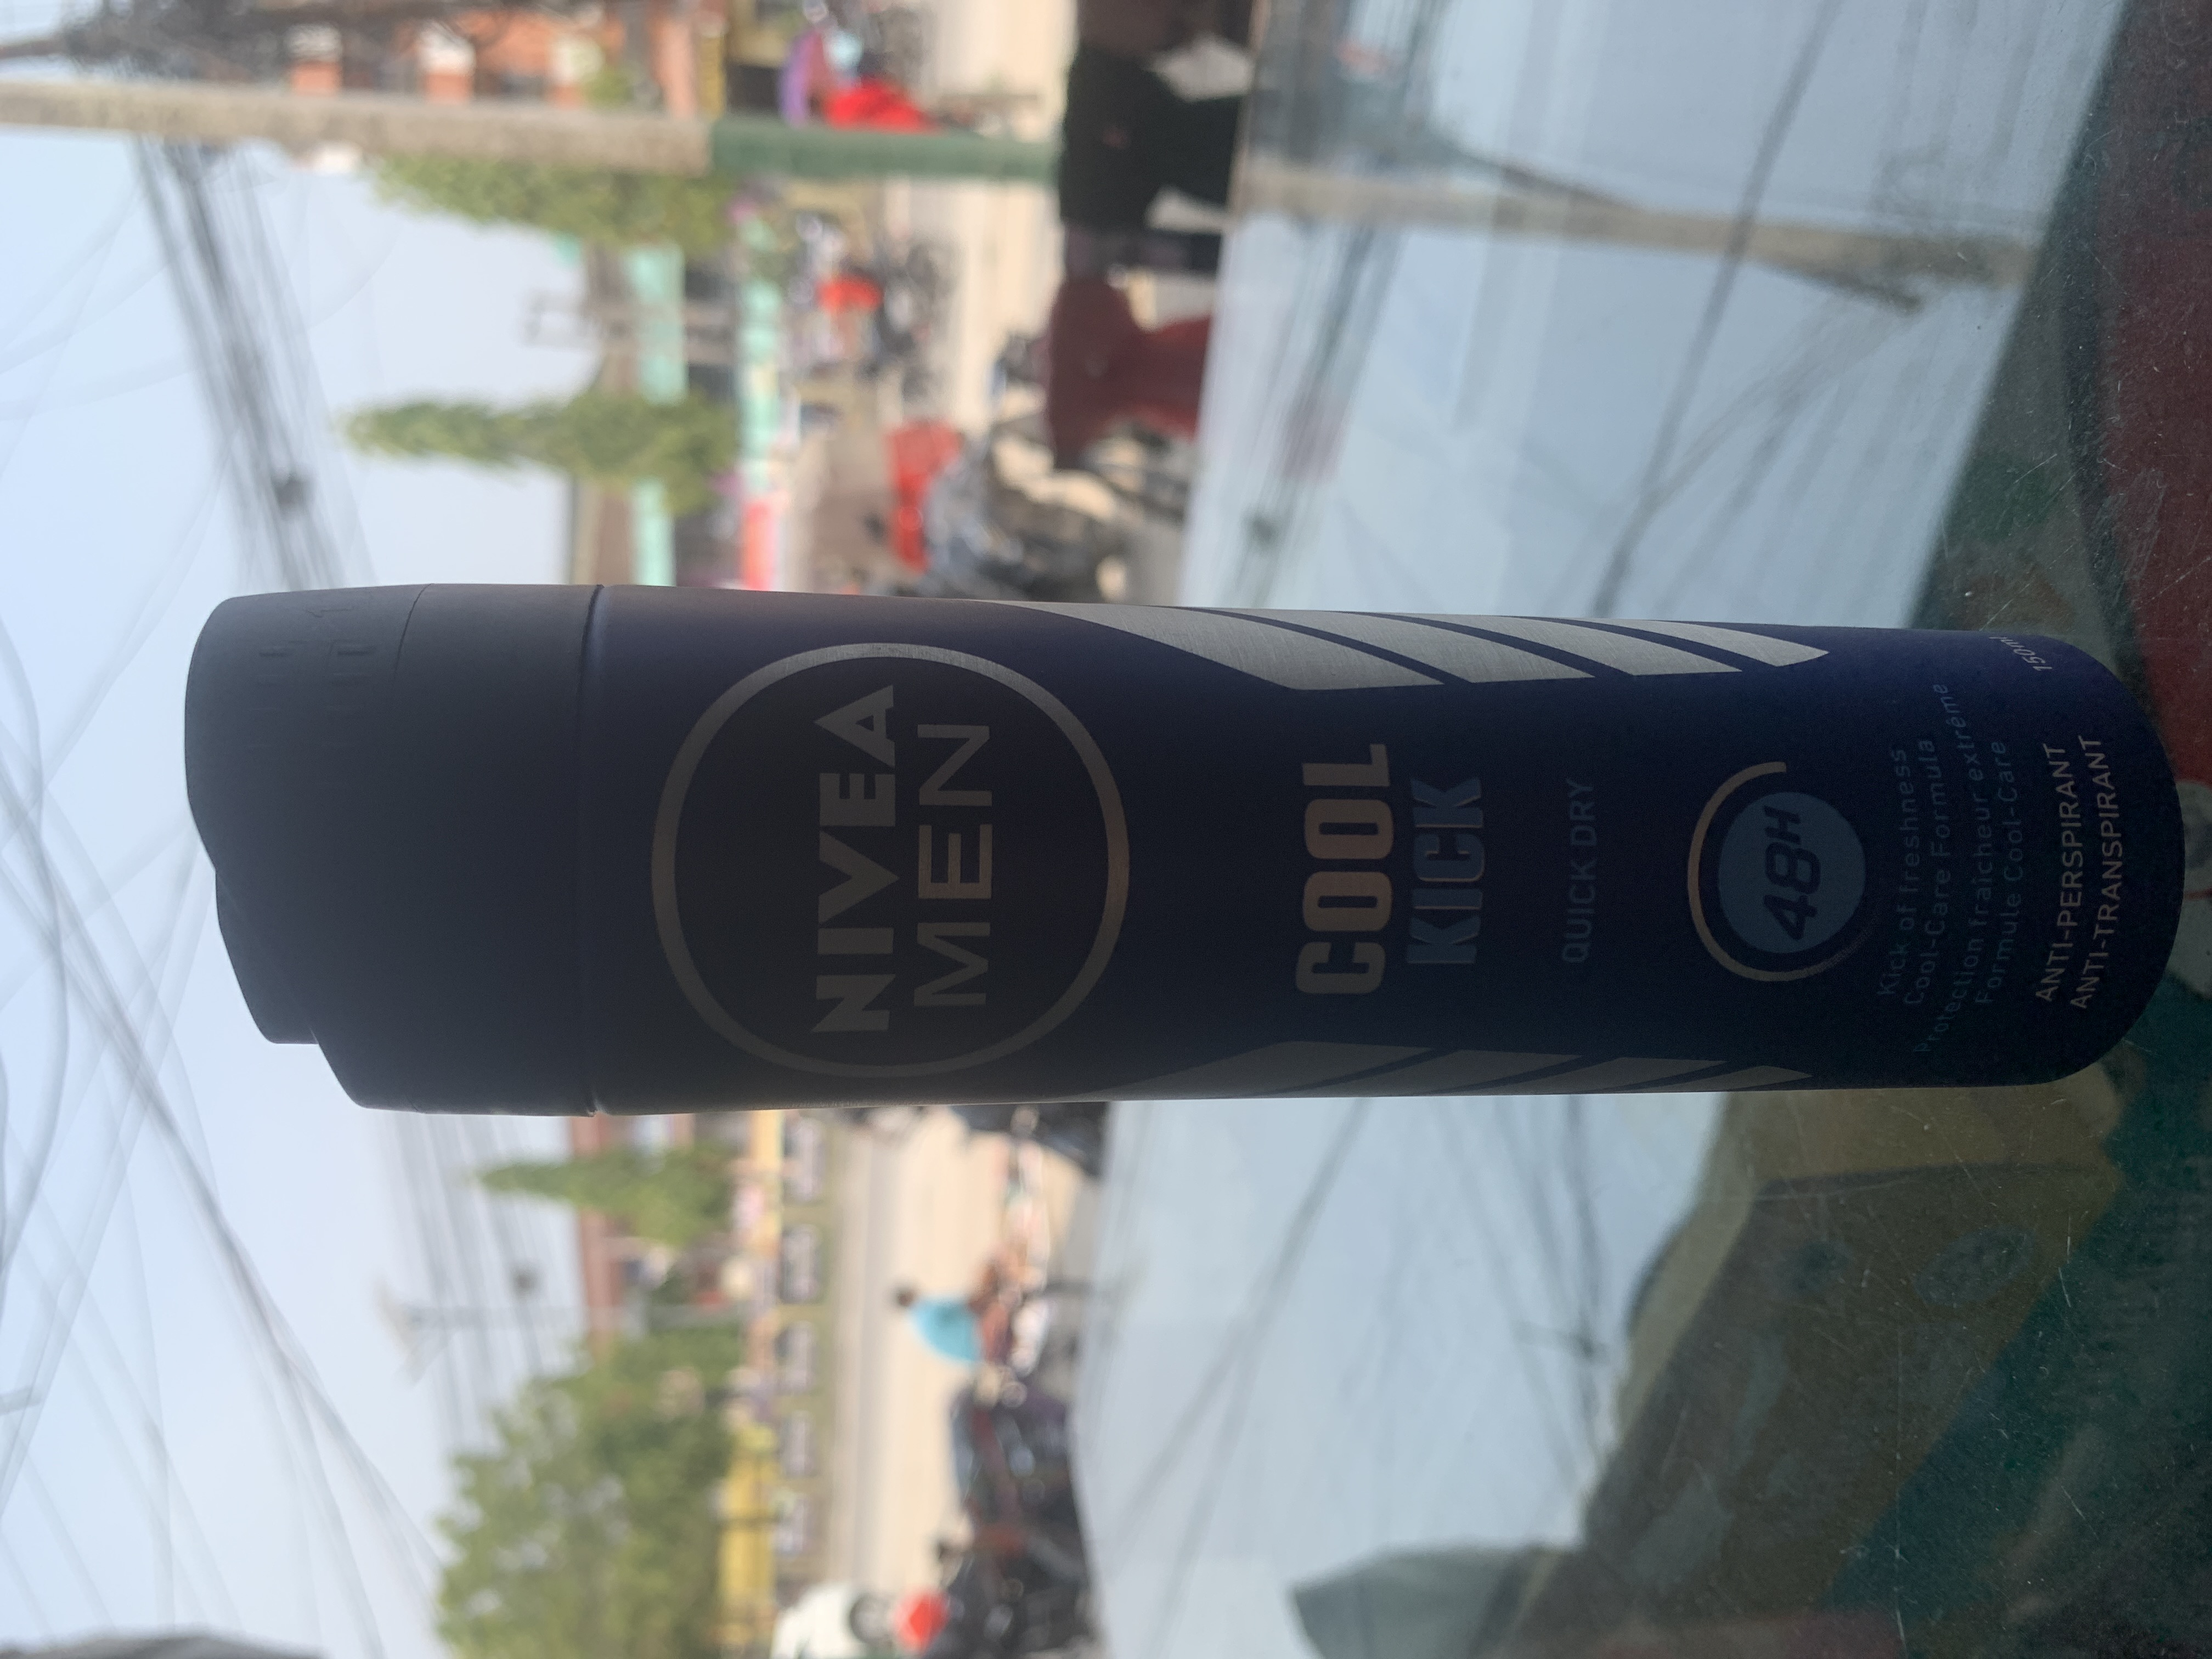 NIVEA
MEN
COOL
KICK
QUICK DRY
48H
Kick of freshness
Cool-Care Formula
Protection fraîcheur extrême
Formule Cool-Care
ANTI-PERSPIRANT
ANTI-TRANSPIRANT
150ml